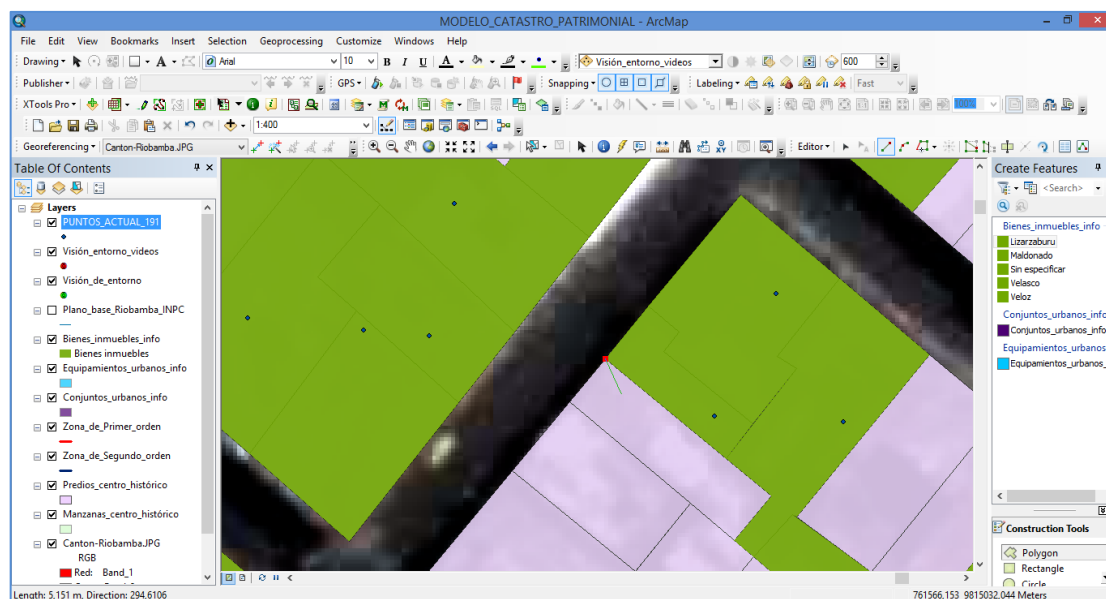 MODELO_CATASTRO_PATRIMONIAL - ArcMap
File Edit View Bookmarks Insert Selection Geoprocessing Customize Windows Help
Drawing Arial 10 B I U A Visión_entorno_videos 600
Publisher GPS Snapping Labeling Fast
XTools Pro 100%
1:400
Georeferencing Canton-Riobamba.JPG Editor
Table Of Contents
Layers
PUNTOS_ACTUAL_191
Visión_entorno_videos
Visión_de_entorno
Plano_base_Riobamba_INPC
Bienes_inmuebles_info
Bienes inmuebles
Equipamientos_urbanos_info
Conjuntos_urbanos_info
Zona_de_Primer_orden
Zona_de_Segundo_orden
Predios_centro_histórico
Manzanas_centro_histórico
Canton-Riobamba.JPG
RGB
Red: Band_1
Create Features
<Search>
Bienes_inmuebles_info
Lizarzaburu
Maldonado
Sin especificar
Velasco
Veloz
Conjuntos_urbanos_info
Conjuntos_urbanos_info
Equipamientos_urbanos
Equipamientos_urbanos_
Construction Tools
Polygon
Rectangle
Circle
Length: 5,151 m, Direction: 294.6106
761566.153 9815032.044 Meters